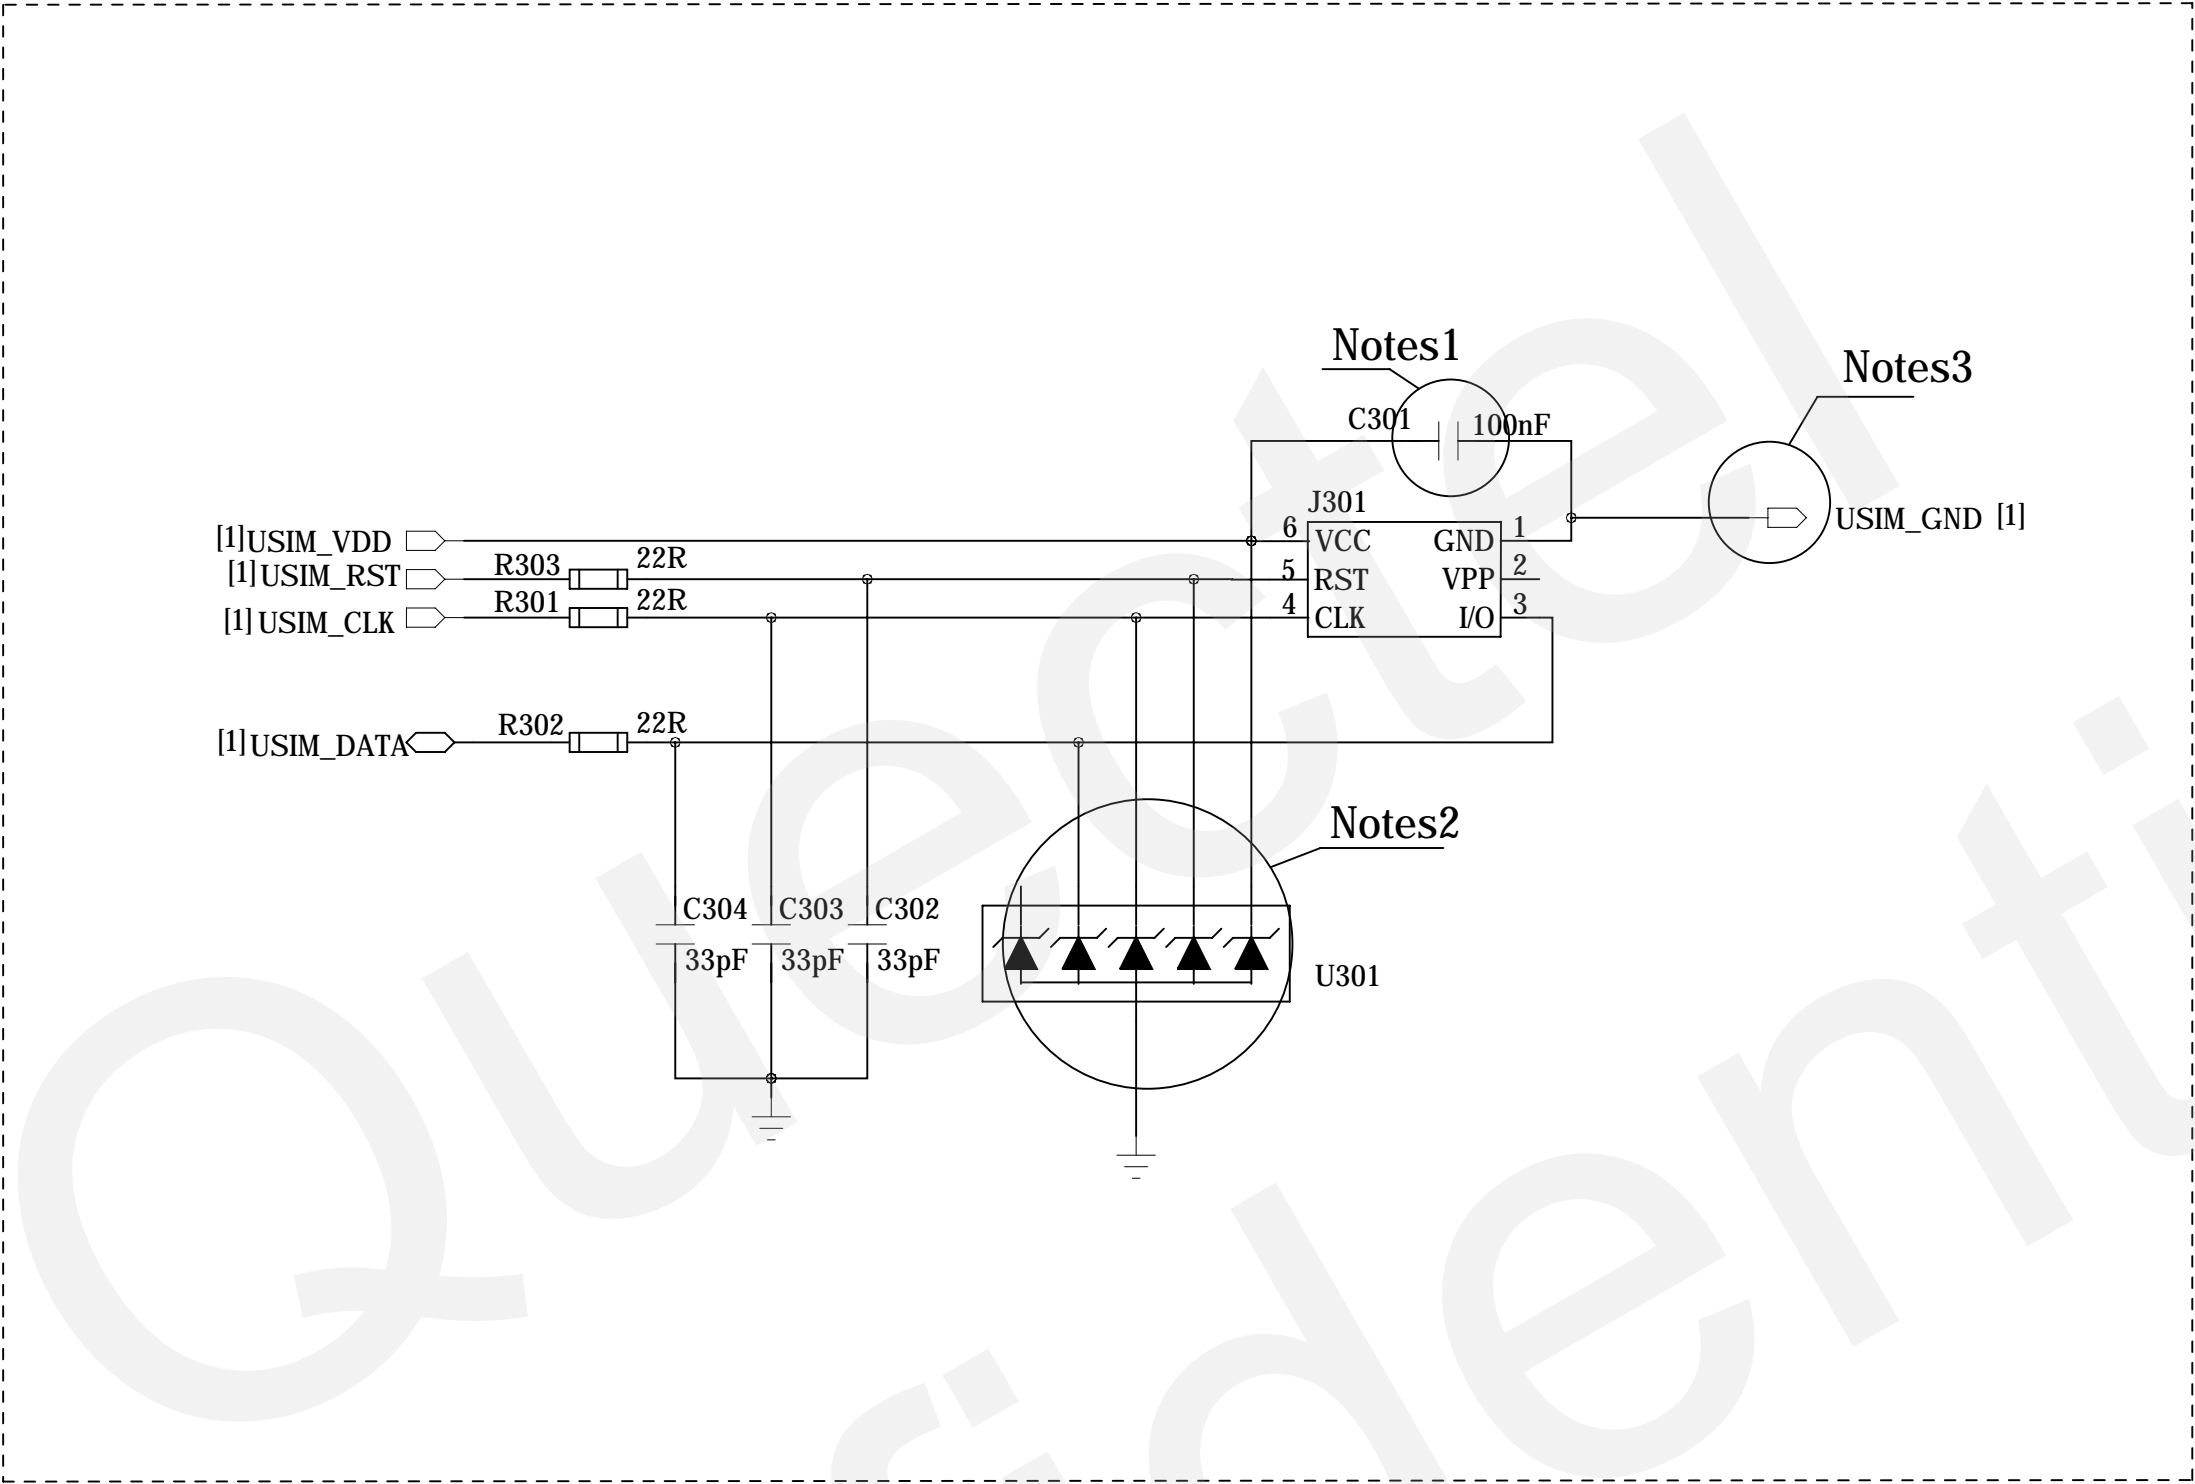 Notes1
Notes3
C301 100nF
J301
[1]USIM_VDD 6 VCC GND 1 USIM_GND [1]
[1]USIM_RST R303 22R 5 RST VPP 2
[1]USIM_CLK R301 22R 4 CLK I/O 3
[1]USIM_DATA R302 22R
Notes2
C304 C303 C302
33pF 33pF 33pF
U301
Quectel